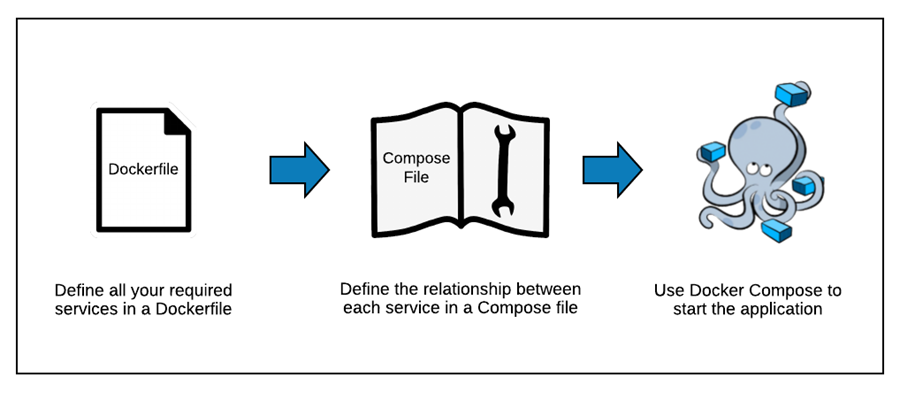 Dockerfile
Compose
File
Define all your required
services in a Dockerfile
Define the relationship between
each service in a Compose file
Use Docker Compose to
start the application